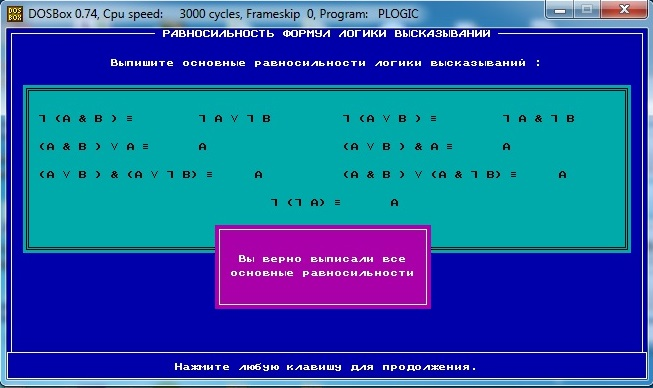 DOSBox 0.74, Cpu speed: 3000 cycles, Frameskip 0, Program: PLOGIC
РАВНОСИЛЬНОСТЬ ФОРМУЛ ЛОГИКИ ВЫСКАЗЫВАНИЙ
Выпишите основные равносильности логики высказываний :
˥ (A & B ) ≡ ˥ A ∨ ˥ B ˥ (A ∨ B ) ≡ ˥ A & ˥ B
(A & B ) ∨ A ≡ A (A ∨ B ) & A ≡ A
(A ∨ B ) & (A ∨ ˥ B) ≡ A (A & B ) ∨ (A & ˥ B) ≡ A
˥ (˥ A) ≡ A
Вы верно выписали все
основные равносильности
Нажмите любую клавишу для продолжения.